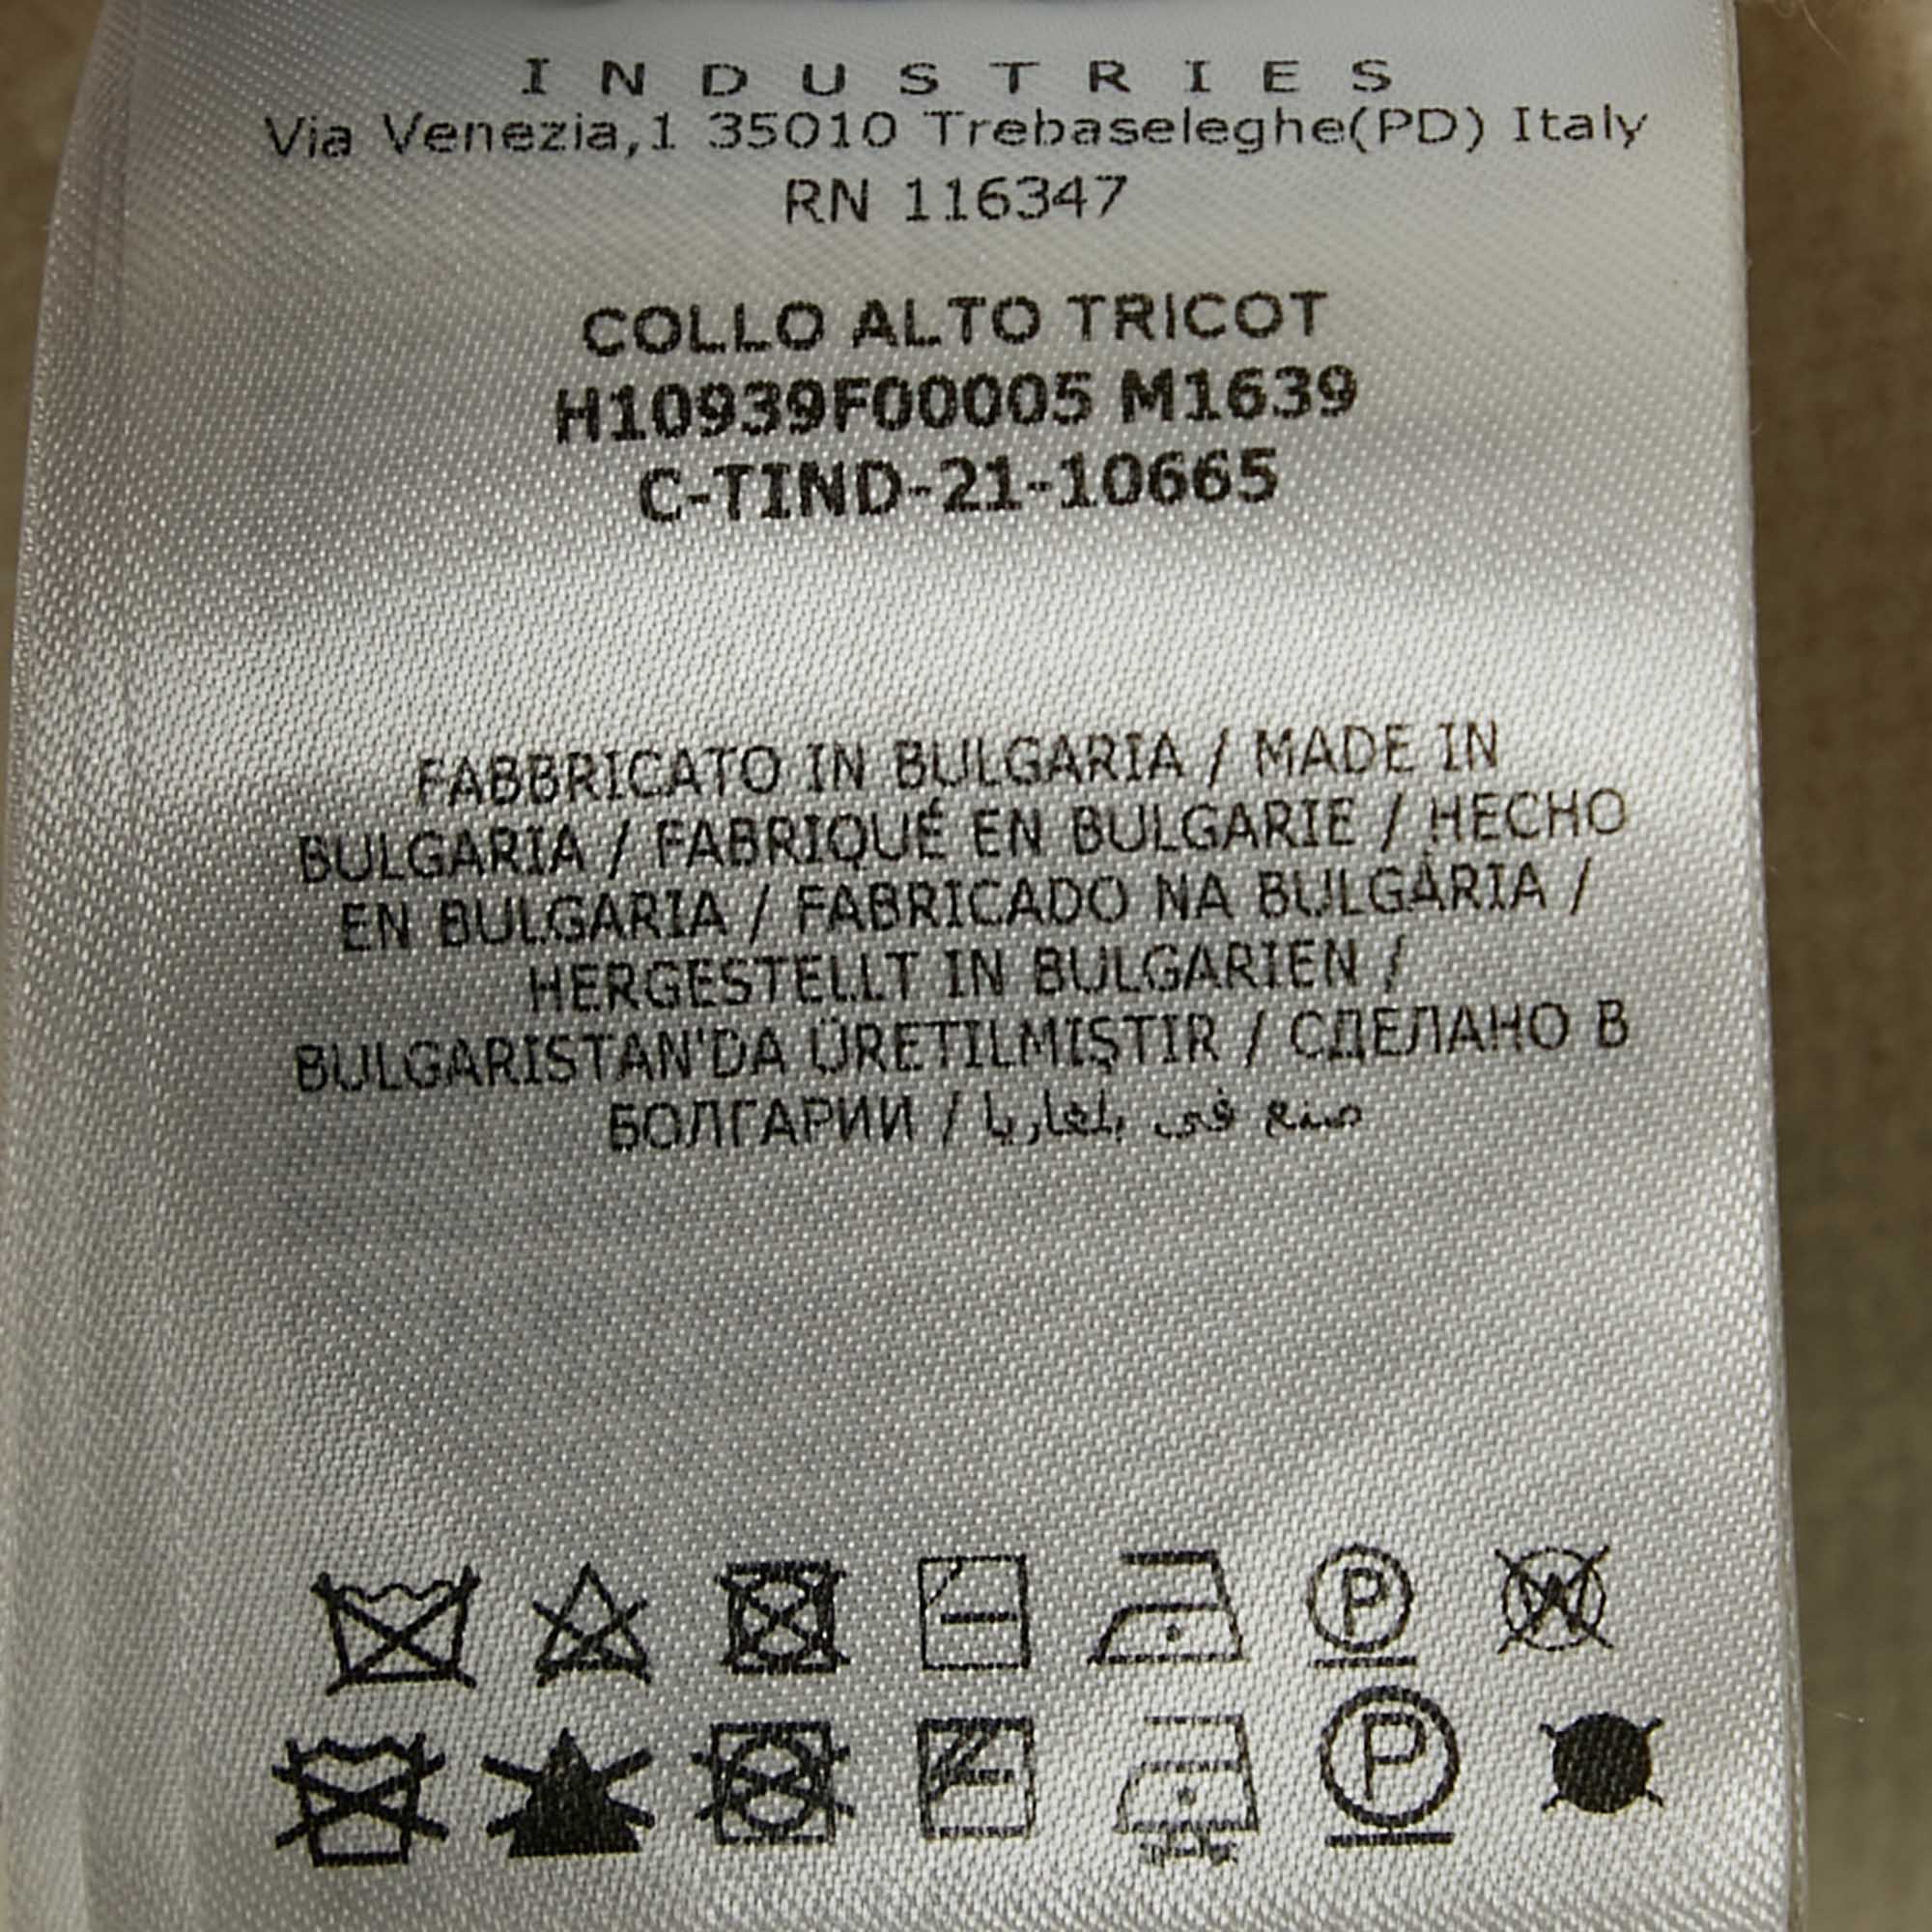 INDUSTRIES
Via Venezia,1 35010 Trebaseleghe(PD) Italy
RN 116347
COLLO ALTO TRICOT
H10939F00005 M1639
C-TIND-21-10665
FABBRICATO IN BULGARIA / MADE IN
BULGARIA / FABRIQUÉ EN BULGARIE / HECHO
EN BULGARIA / FABRICADO NA BULGÁRIA /
HERGESTELLT IN BULGARIEN /
BULGARISTAN'DA ÜRETILMIŞTIR / СДЕЛАНО В
БОЛГАРИИ / صنع في بلغاريا
P W
P